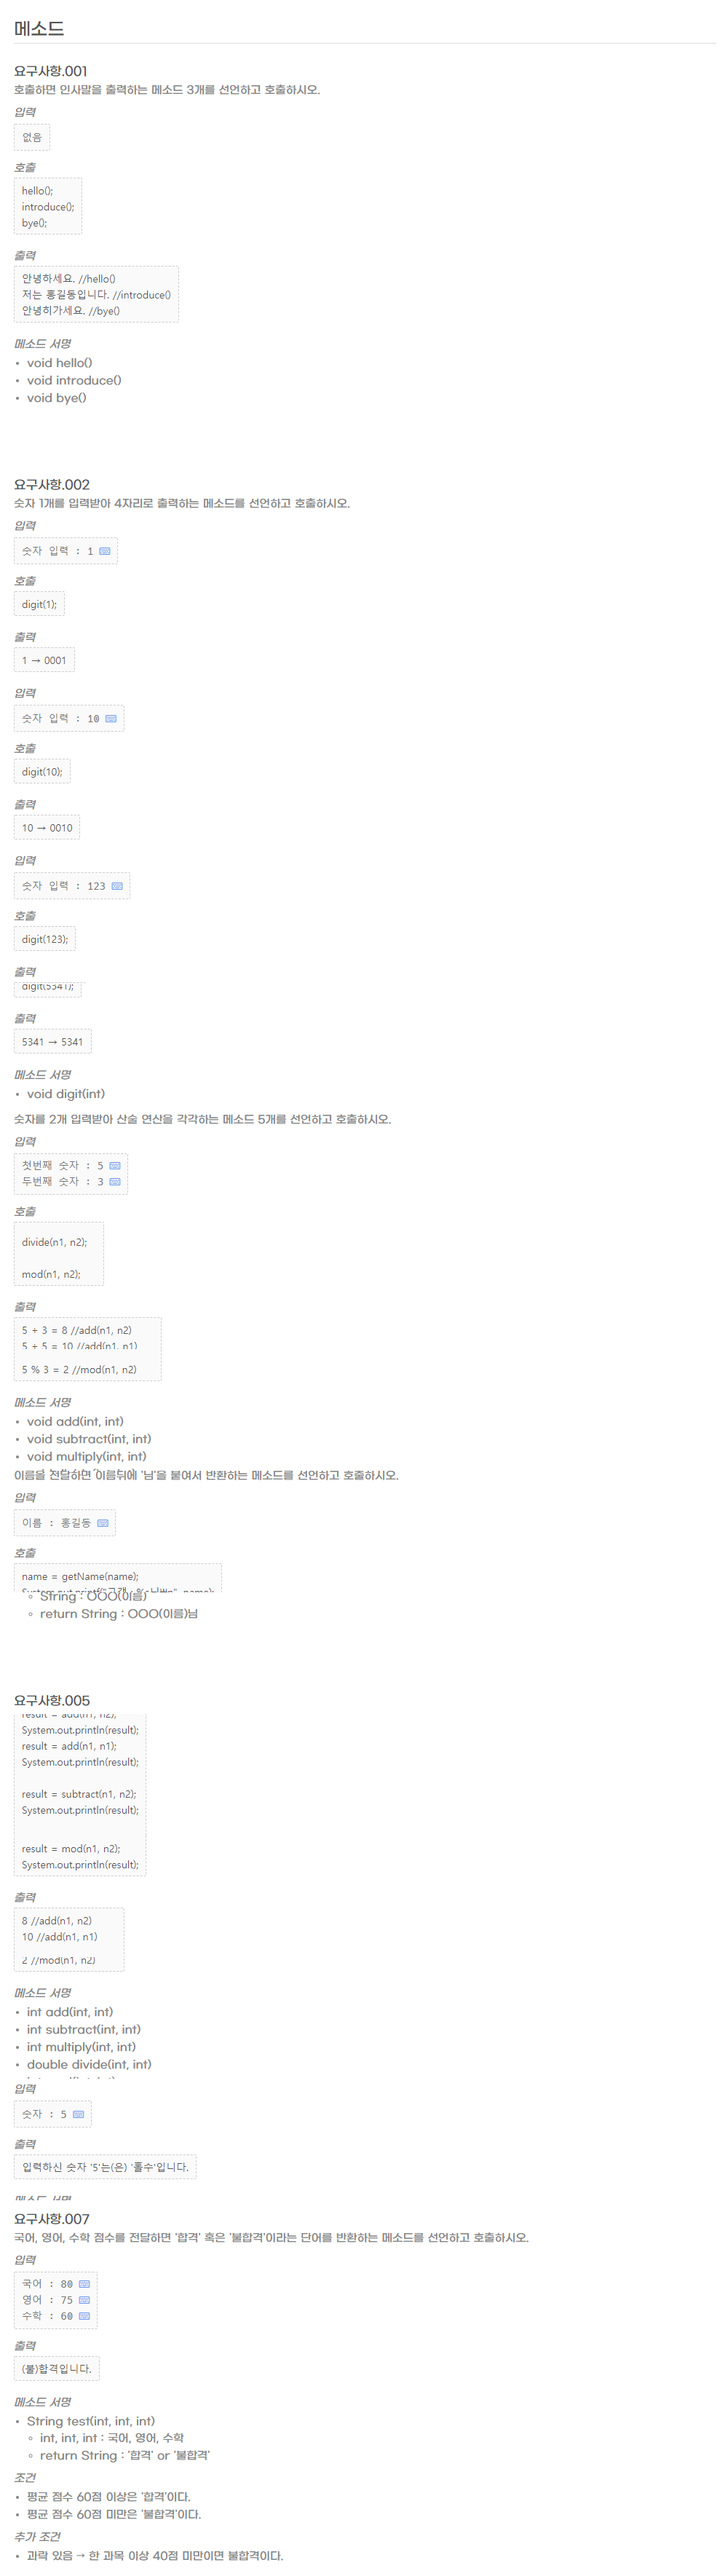 메소드
요구사항.001
호출하면 인사말을 출력하는 메소드 3개를 선언하고 호출하시오.
입력
없음
호출
hello();
introduce();
bye();
출력
안녕하세요. //hello()
저는 홍길동입니다. //introduce()
안녕히가세요. //bye()
메소드 서명
• void hello()
• void introduce()
• void bye()
요구사항.002
숫자 1개를 입력받아 4자리로 출력하는 메소드를 선언하고 호출하시오.
입력
숫자 입력 : 1
호출
digit(1);
출력
1 → 0001
입력
숫자 입력 : 10
호출
digit(10);
출력
10 → 0010
입력
숫자 입력 : 123
호출
digit(123);
출력
digit(5341);
출력
5341 → 5341
메소드 서명
• void digit(int)
숫자를 2개 입력받아 산술 연산을 각각하는 메소드 5개를 선언하고 호출하시오.
입력
첫번째 숫자 : 5
두번째 숫자 : 3
호출
divide(n1, n2);
mod(n1, n2);
출력
5 + 3 = 8 //add(n1, n2)
5 + 5 = 10 //add(n1, n1)
5 % 3 = 2 //mod(n1, n2)
메소드 서명
• void add(int, int)
• void subtract(int, int)
• void multiply(int, int)
이름을 전달하면 이름뒤에 '님'을 붙여서 반환하는 메소드를 선언하고 호출하시오.
입력
이름 : 홍길동
호출
name = getName(name);
System.out.printf("고객 : %s님\n", name);
◦ String : OOO(이름)
◦ return String : OOO(이름)님
요구사항.005
result = add(n1, n2);
System.out.println(result);
result = add(n1, n1);
System.out.println(result);
result = subtract(n1, n2);
System.out.println(result);
result = mod(n1, n2);
System.out.println(result);
출력
8 //add(n1, n2)
10 //add(n1, n1)
2 //mod(n1, n2)
메소드 서명
• int add(int, int)
• int subtract(int, int)
• int multiply(int, int)
• double divide(int, int)
입력
숫자 : 5
출력
입력하신 숫자 '5'는(은) '홀수'입니다.
메소드 서명
요구사항.007
국어, 영어, 수학 점수를 전달하면 '합격' 혹은 '불합격'이라는 단어를 반환하는 메소드를 선언하고 호출하시오.
입력
국어 : 80
영어 : 75
수학 : 60
출력
(불)합격입니다.
메소드 서명
• String test(int, int, int)
◦ int, int, int : 국어, 영어, 수학
◦ return String : '합격' or '불합격'
조건
• 평균 점수 60점 이상은 '합격'이다.
• 평균 점수 60점 미만은 '불합격'이다.
추가 조건
• 과락 있음 → 한 과목 이상 40점 미만이면 불합격이다.